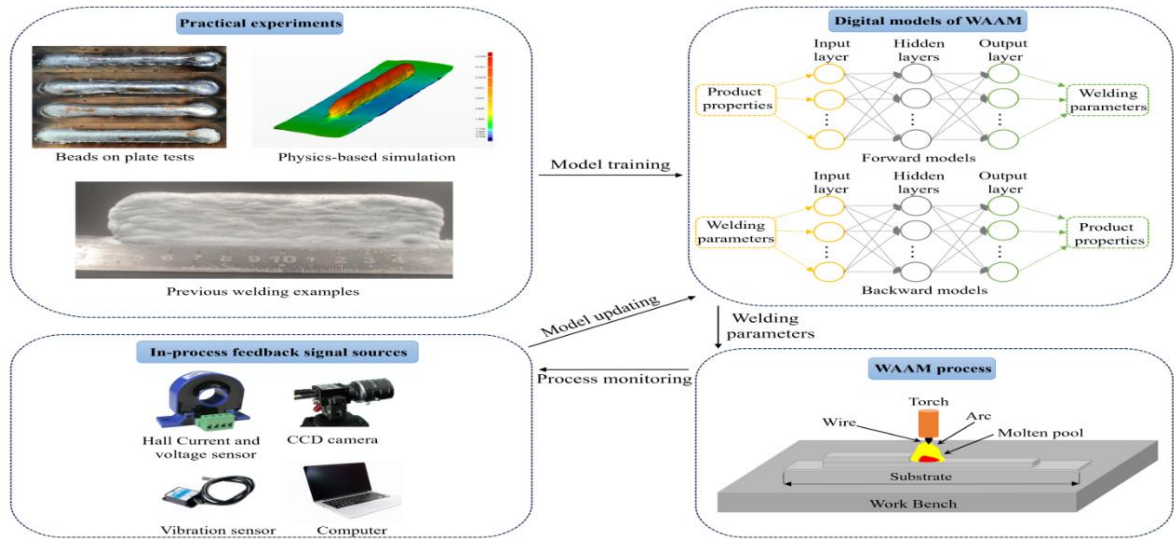 Practical experiments
Beads on plate tests
Physics-based simulation
Previous welding examples
Model training
Digital models of WAAM
Input
layer
Hidden
layers
Output
layer
Product
properties
Welding
parameters
Forward models
Input
layer
Hidden
layers
Output
layer
Welding
parameters
Product
properties
Backward models
Model updating
Welding
parameters
Process monitoring
In-process feedback signal sources
Hall Current and
voltage sensor
CCD camera
Vibration sensor
Computer
WAAM process
Torch
Wire
Arc
Molten pool
Substrate
Work Bench